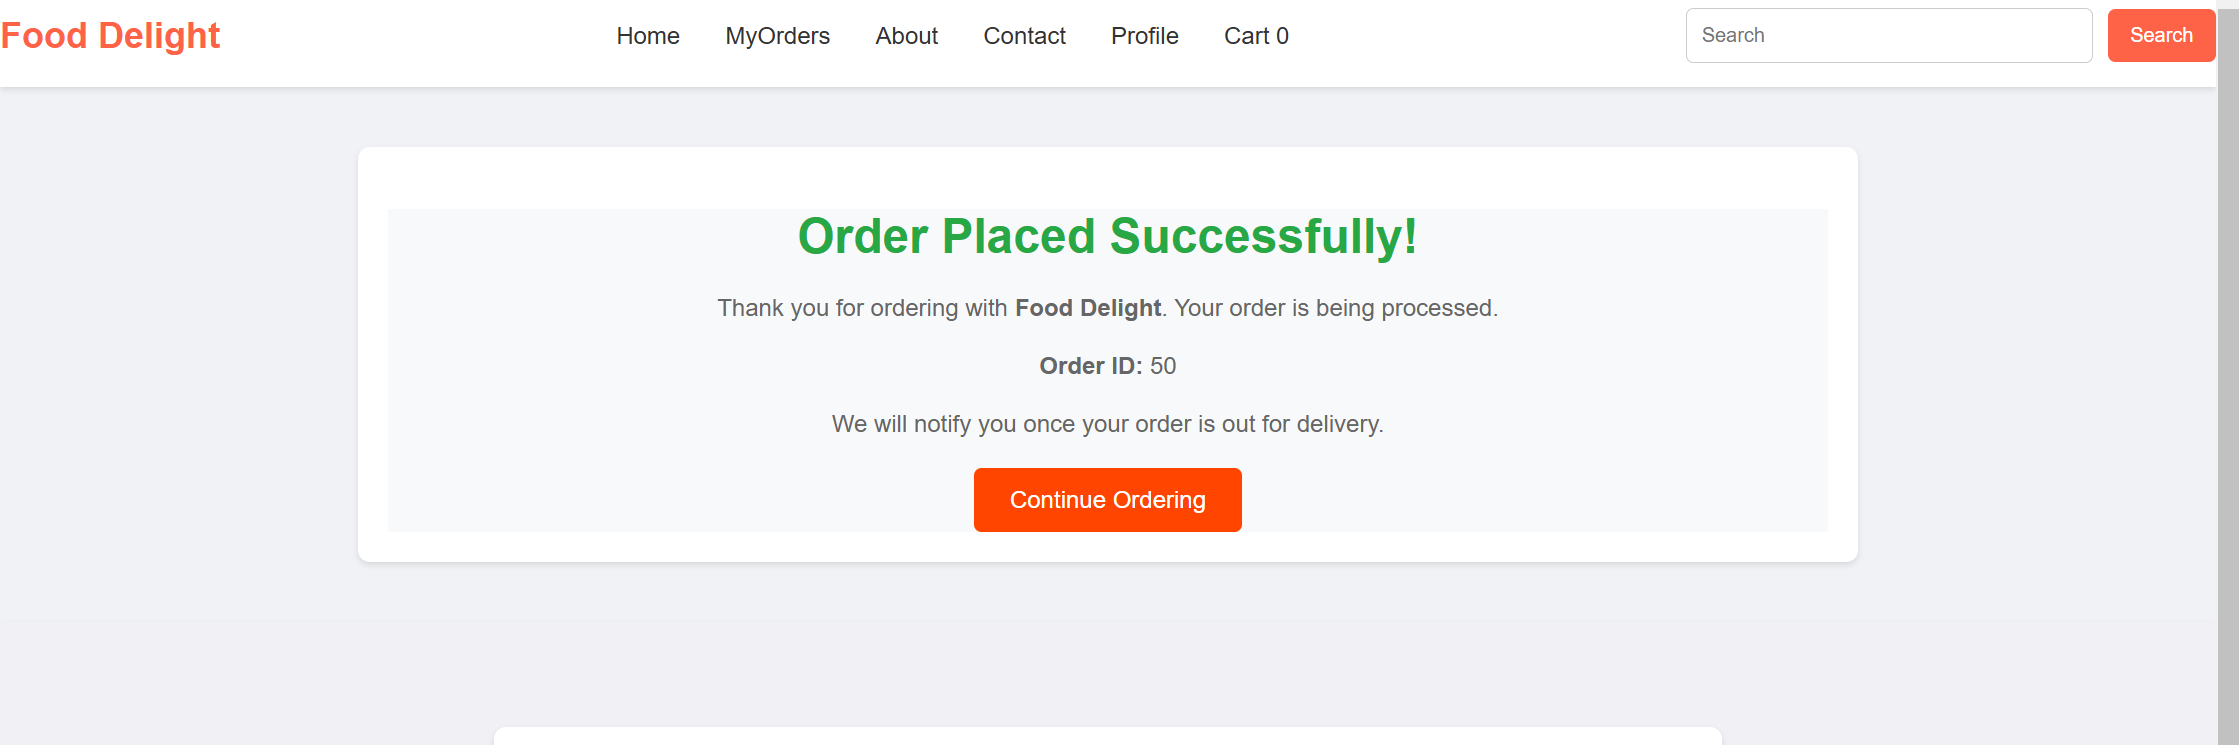 Food Delight
Home MyOrders About Contact Profile Cart 0
Search Search
Order Placed Successfully!
Thank you for ordering with Food Delight. Your order is being processed.
Order ID: 50
We will notify you once your order is out for delivery.
Continue Ordering